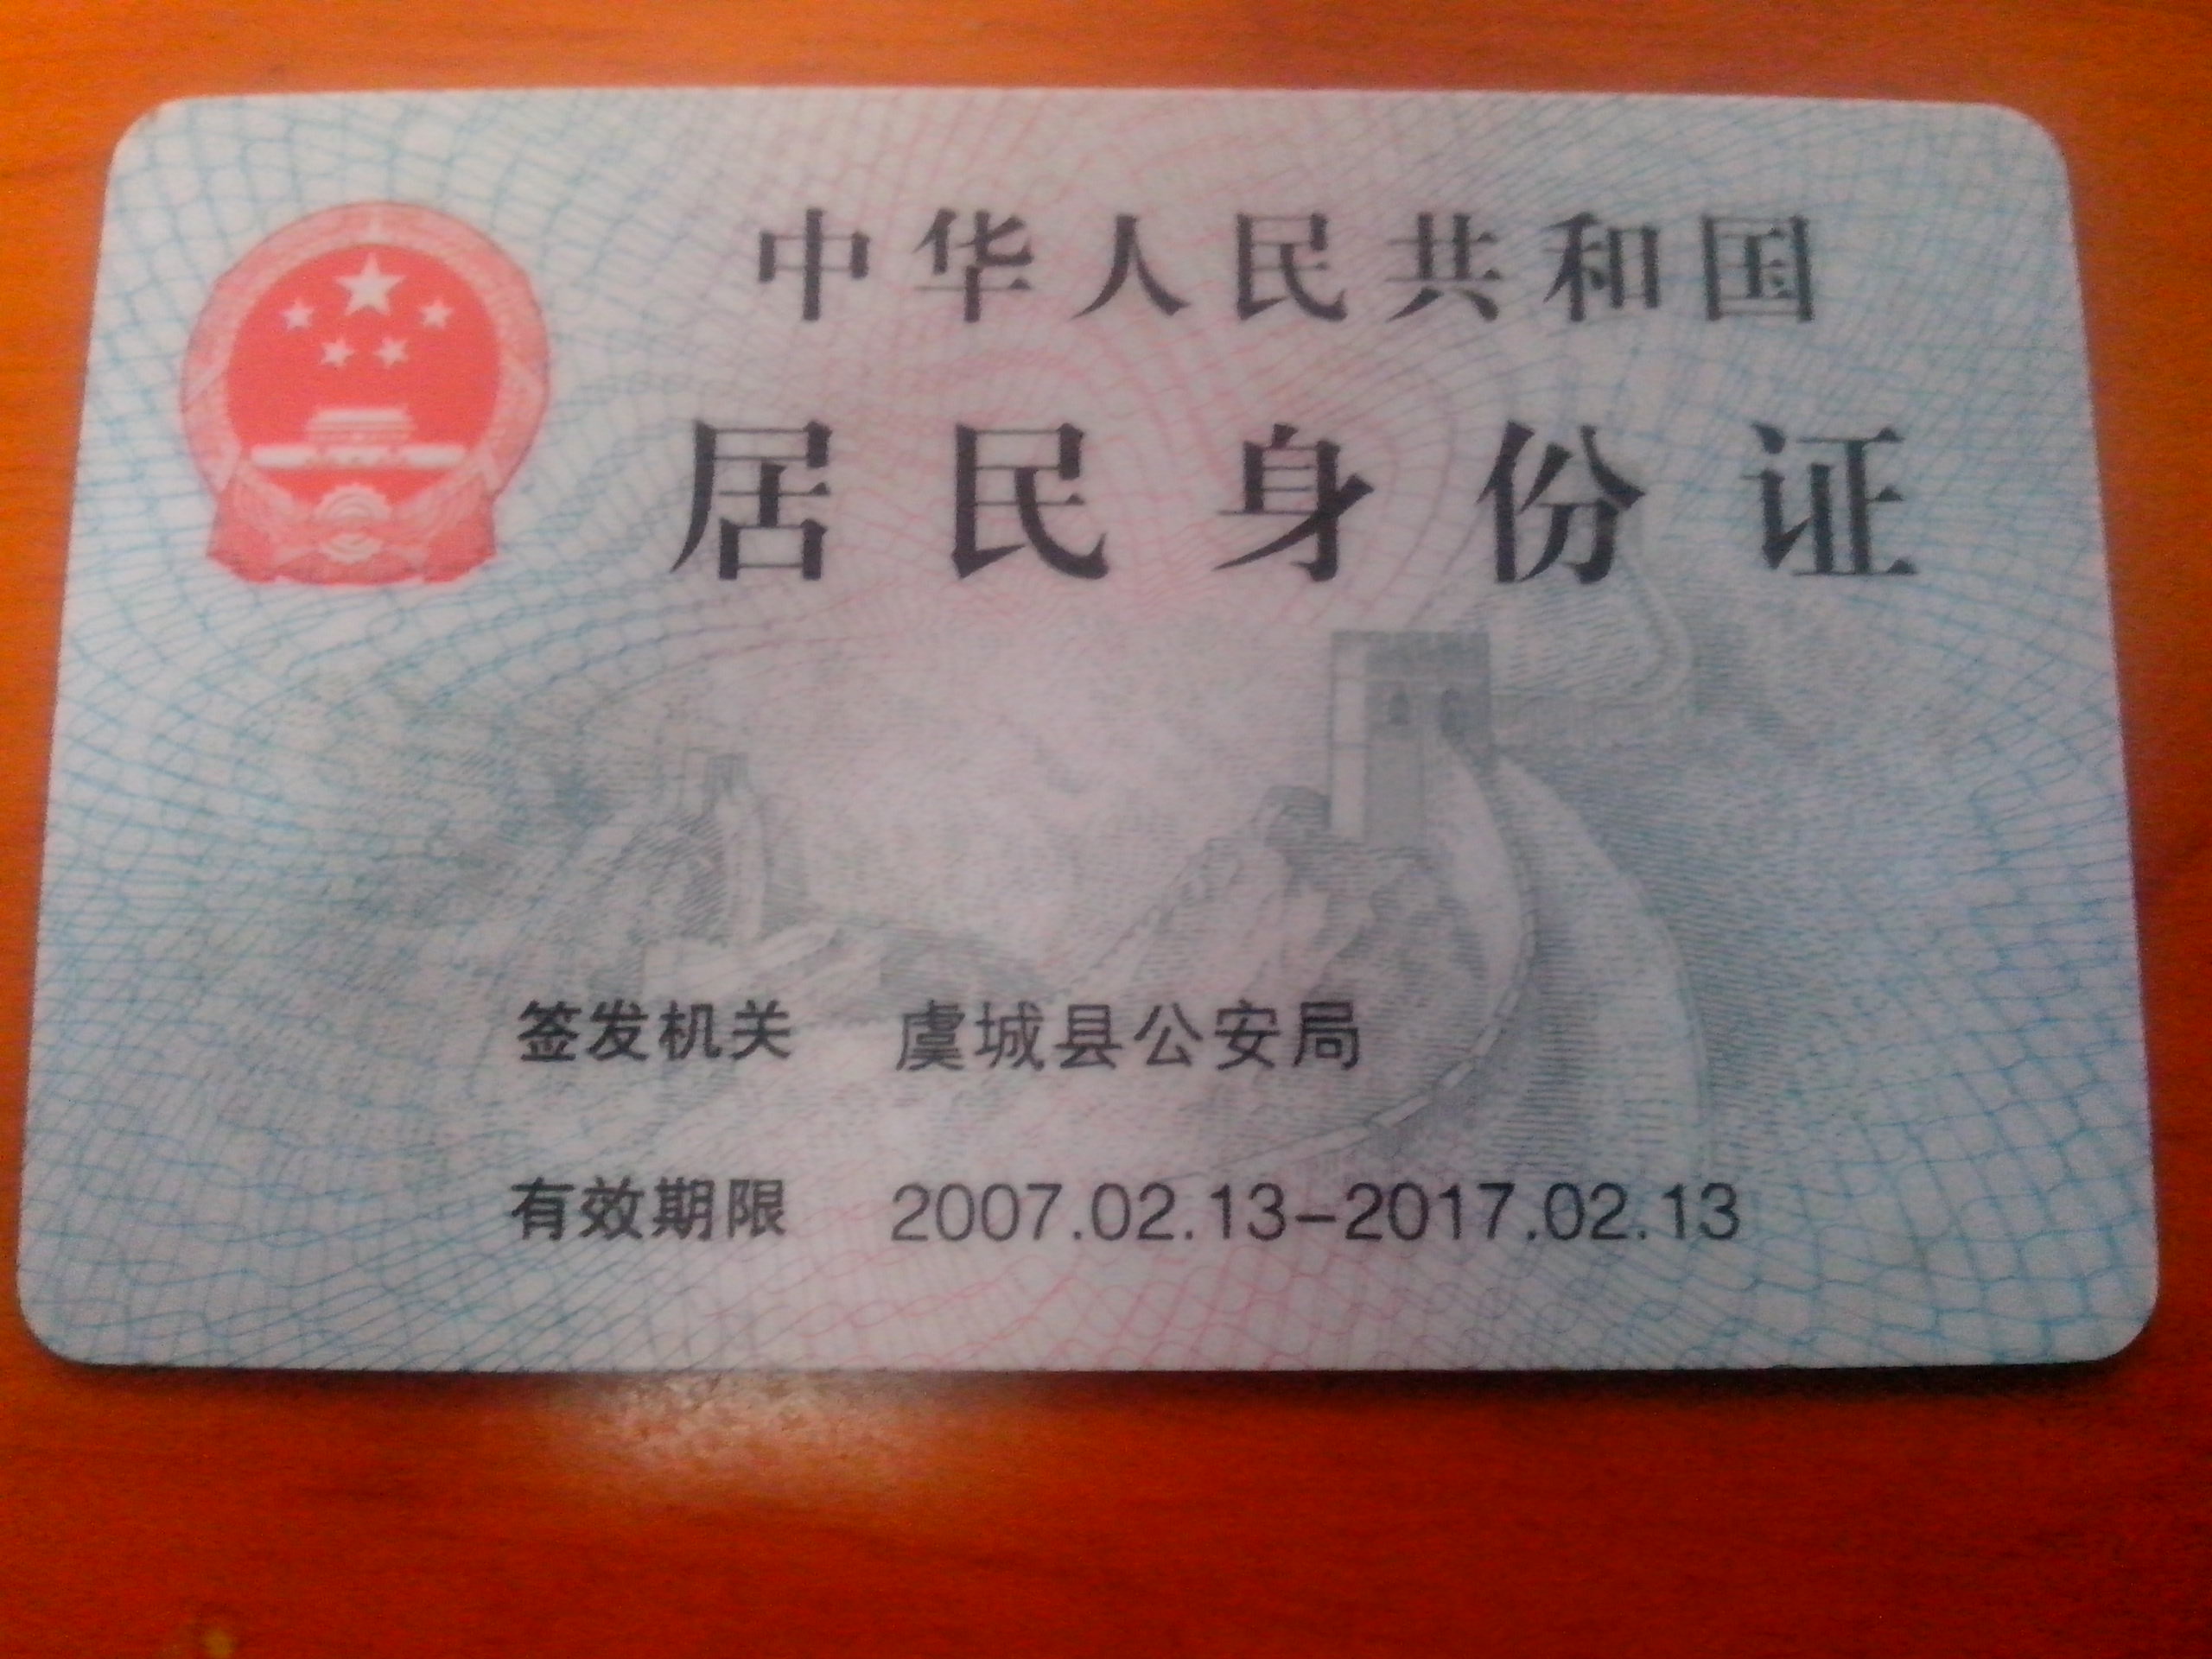 中华人民共和国
居民身份证
签发机关 虞城县公安局
有效期限 2007.02.13-2017.02.13